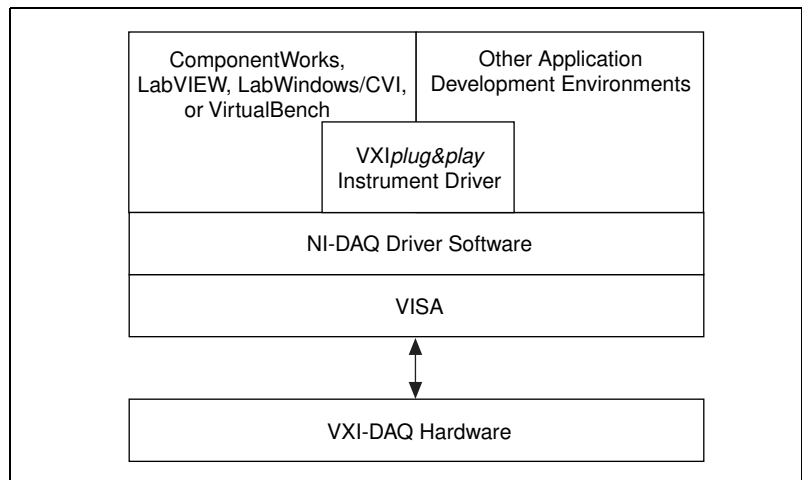 ComponentWorks,
LabVIEW, LabWindows/CVI,
or VirtualBench
Other Application
Development Environments
VXIplug&play
Instrument Driver
NI-DAQ Driver Software
VISA
VXI-DAQ Hardware